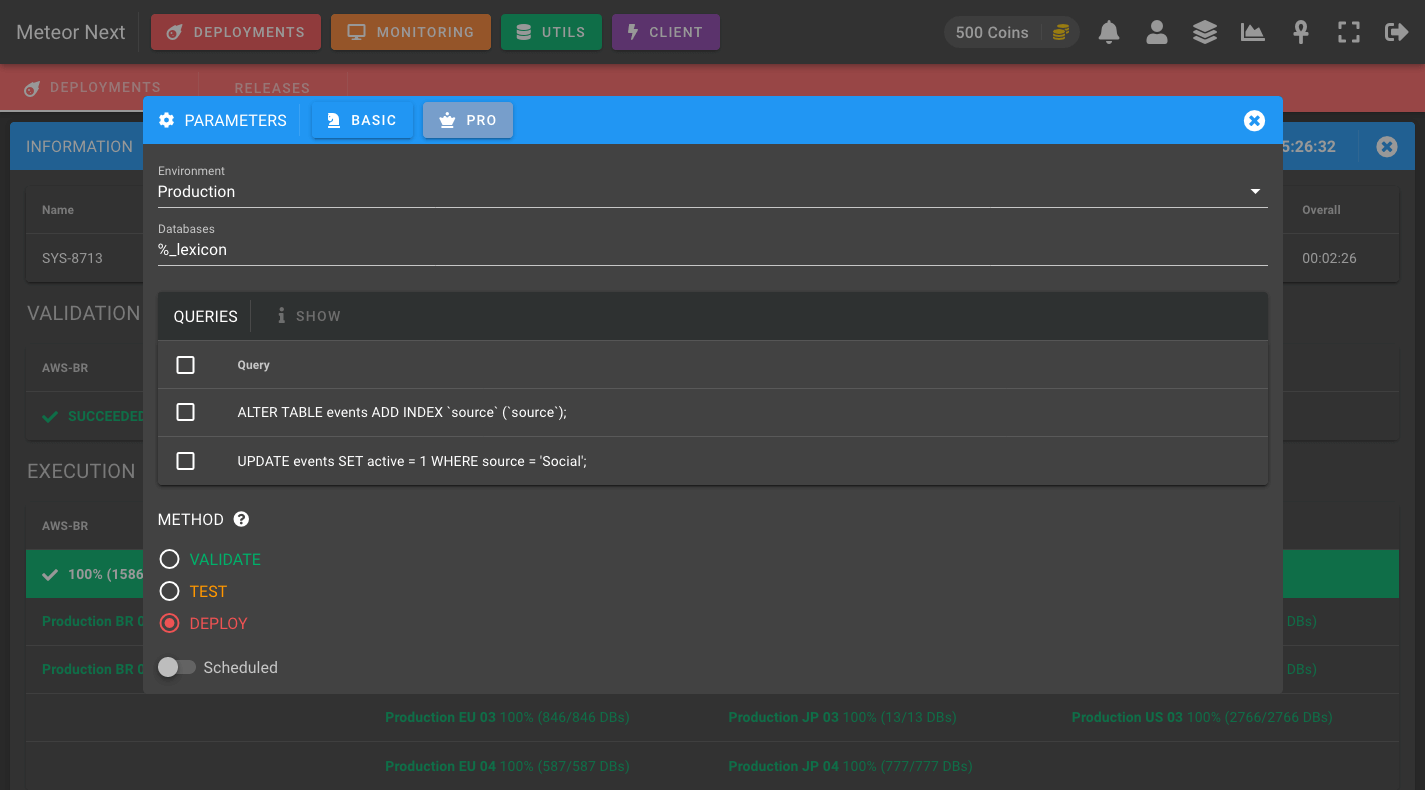 Meteor Next DEPLOYMENTS MONITORING UTILS CLIENT 500 Coins
DEPLOYMENTS RELEASES
PARAMETERS BASIC PRO
INFORMATION 5:26:32
Environment
Production
Name Overall
Databases
%_lexicon
SYS-8713 00:02:26
VALIDATION
QUERIES SHOW
AWS-BR
Query
SUCCEEDED
ALTER TABLE events ADD INDEX `source` (`source`);
EXECUTION
UPDATE events SET active = 1 WHERE source = 'Social';
AWS-BR
METHOD
VALIDATE
100% (1586
TEST
Production BR 0 DBs)
DEPLOY
Production BR 0 DBs)
Scheduled
Production EU 03 100% (846/846 DBs) Production JP 03 100% (13/13 DBs) Production US 03 100% (2766/2766 DBs)
Production EU 04 100% (587/587 DBs) Production JP 04 100% (777/777 DBs)